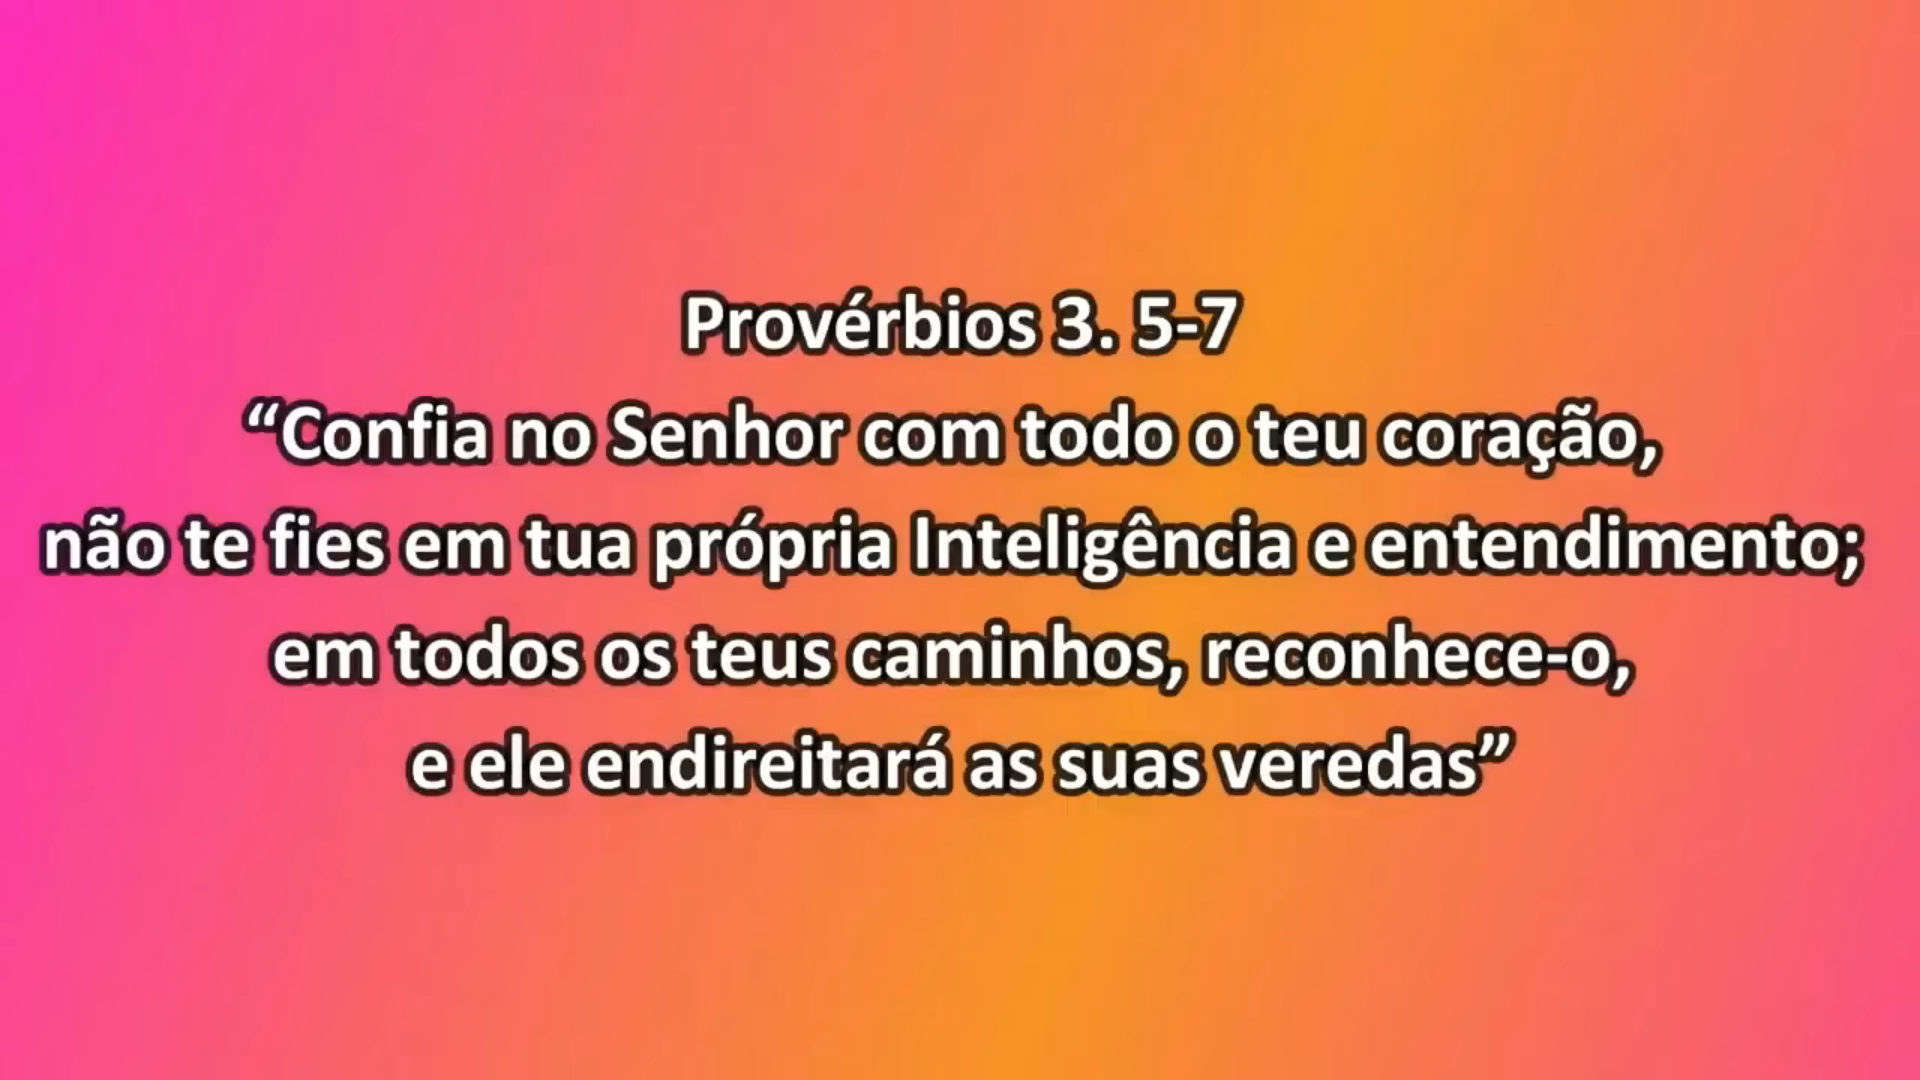 Provérbios 3. 5-7
“Confia no Senhor com todo o teu coração,
não te fies em tua própria Inteligência e entendimento;
em todos os teus caminhos, reconhece-o,
e ele endireitará as suas veredas”